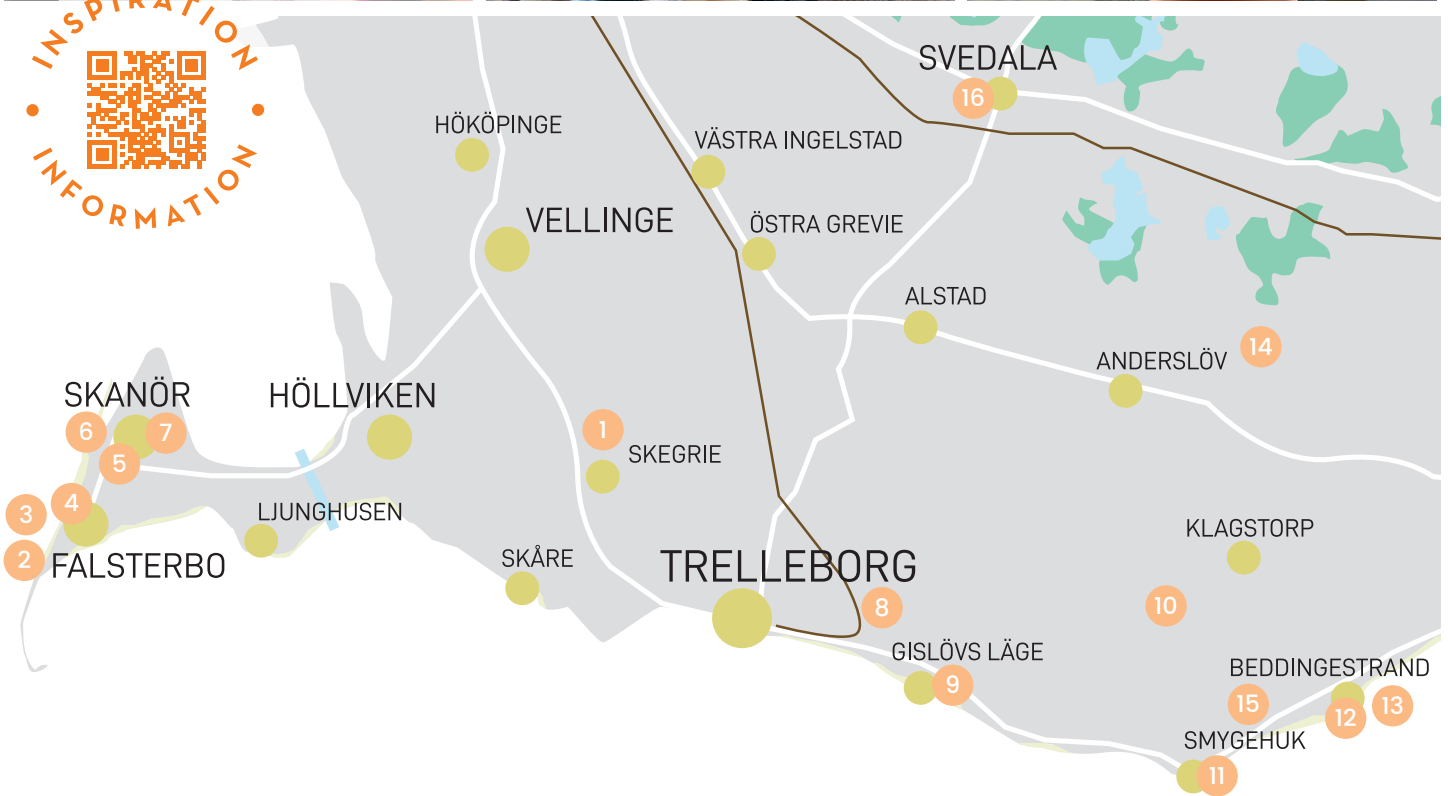 INSPIRATION
INFORMATION
SVEDALA
16
HÖKÖPINGE
VÄSTRA INGELSTAD
VELLINGE
ÖSTRA GREVIE
ALSTAD
14
ANDERSLÖV
SKANÖR
HÖLLVIKEN
6
7
1
5
SKEGRIE
4
3
LJUNGHUSEN
KLAGSTORP
2
FALSTERBO
SKÅRE
TRELLEBORG
8
10
GISLÖVS LÄGE
9
BEDDINGESTRAND
15
12
13
SMYGEHUK
11